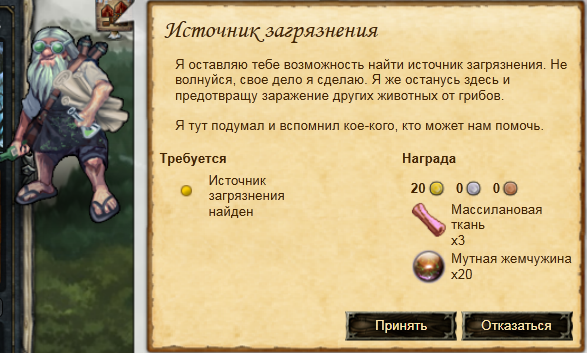 Источник загрязнения
Я оставляю тебе возможность найти источник загрязнения. Не
волнуйся, свое дело я сделаю. Я же останусь здесь и
предотвращу заражение других животных от грибов.
Я тут подумал и вспомнил кое-кого, кто может нам помочь.
Требуется
Источник
загрязнения
найден
Награда
20 0 0
Массилановая
ткань
x3
Мутная жемчужина
x20
Принять
Отказаться